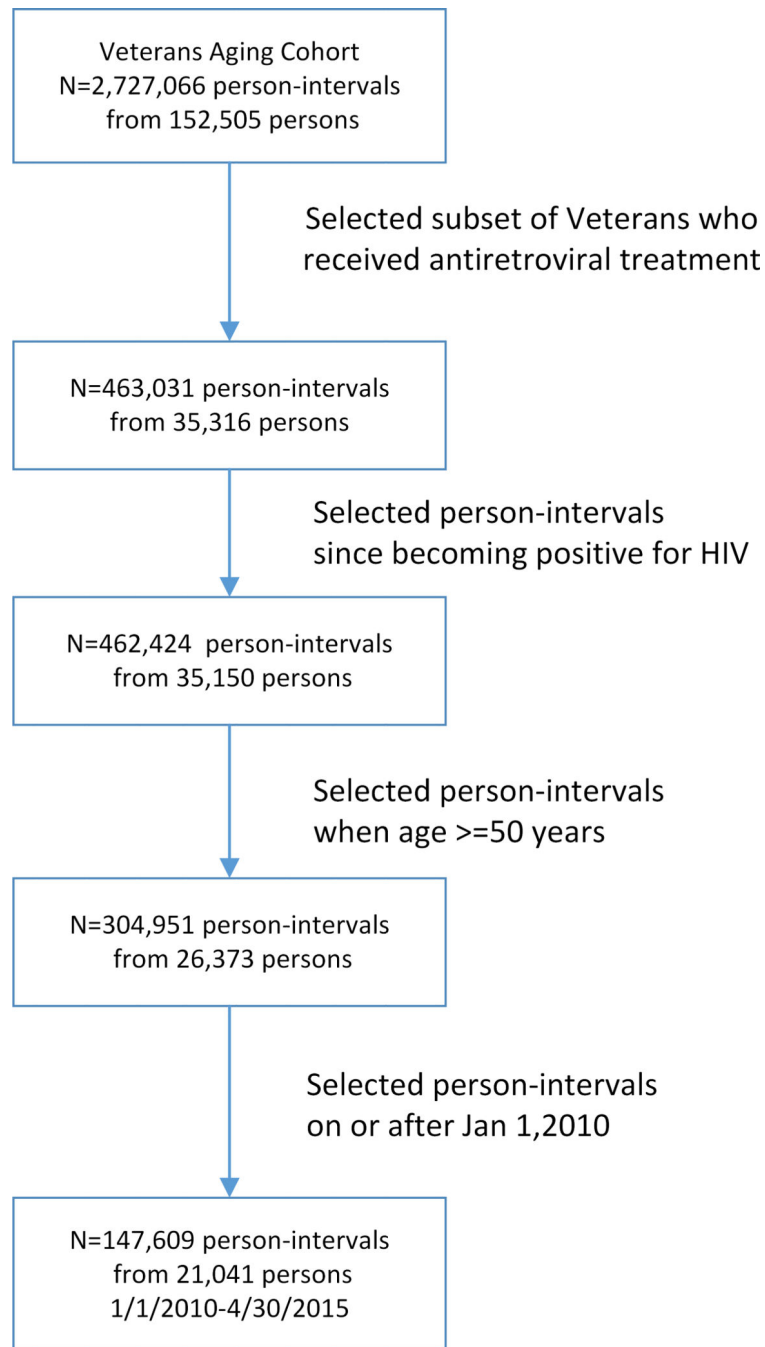 Veterans Aging Cohort
N=2,727,066 person-intervals
from 152,505 persons
Selected subset of Veterans who
received antiretroviral treatment
N=463,031 person-intervals
from 35,316 persons
Selected person-intervals
since becoming positive for HIV
N=462,424  person-intervals
from 35,150 persons
Selected person-intervals
when age >=50 years
N=304,951 person-intervals
from 26,373 persons
Selected person-intervals
on or after Jan 1,2010
N=147,609 person-intervals
from 21,041 persons
1/1/2010-4/30/2015